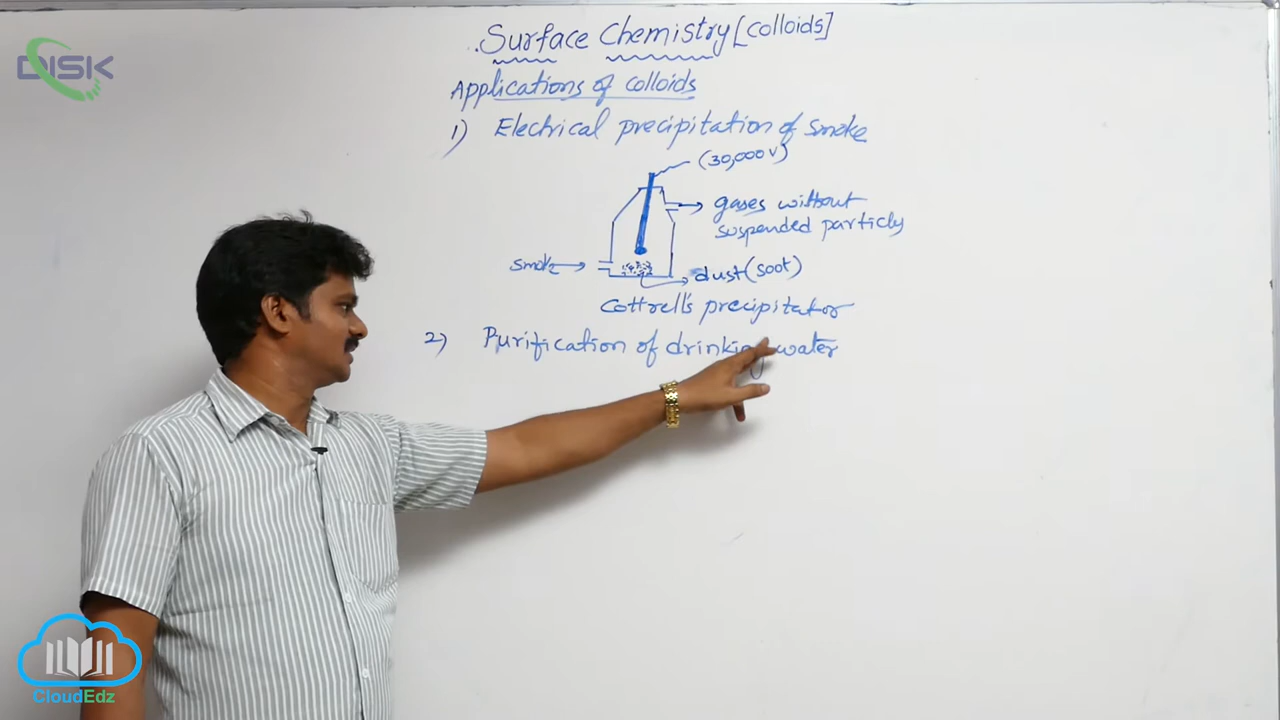 DISK
Surface Chemistry [colloids]
Applications of colloids
1) Electrical precipitation of smoke
(30,000 V)
gases without
suspended particles
smoke
dust (soot)
Cottrell's precipitator
2) Purification of drinking water
CloudEdz